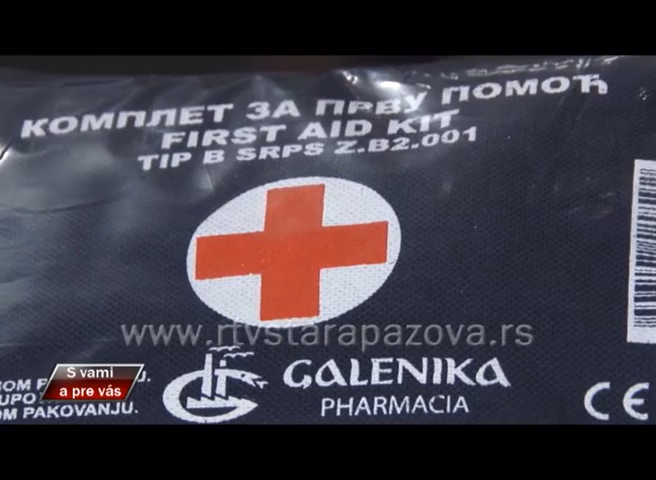 КОМПЛЕТ ЗА ПРВУ ПОМОЋ
FIRST AID KIT
TIP B SRPS Z.B2.001
www.rtvstarapazova.rs
GALENIKA
PHARMACIA
CE
S vami
a pre vás
PAKOVANJU.